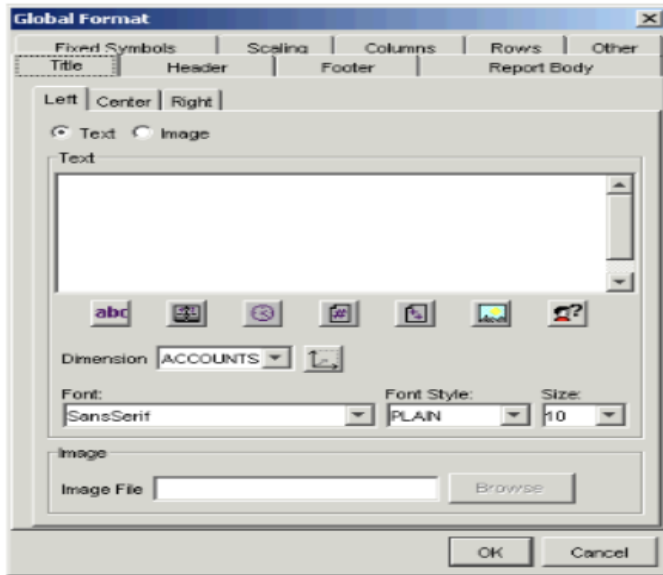 Global Format
Fixed Symbols Scaling Columns Rows Other
Title Header Footer Report Body
Left Center Right
Text Image
Text
abc
#
?
Dimension ACCOUNTS
Font: Font Style: Size:
SansSerif PLAIN 10
Image
Image File Browse
OK Cancel